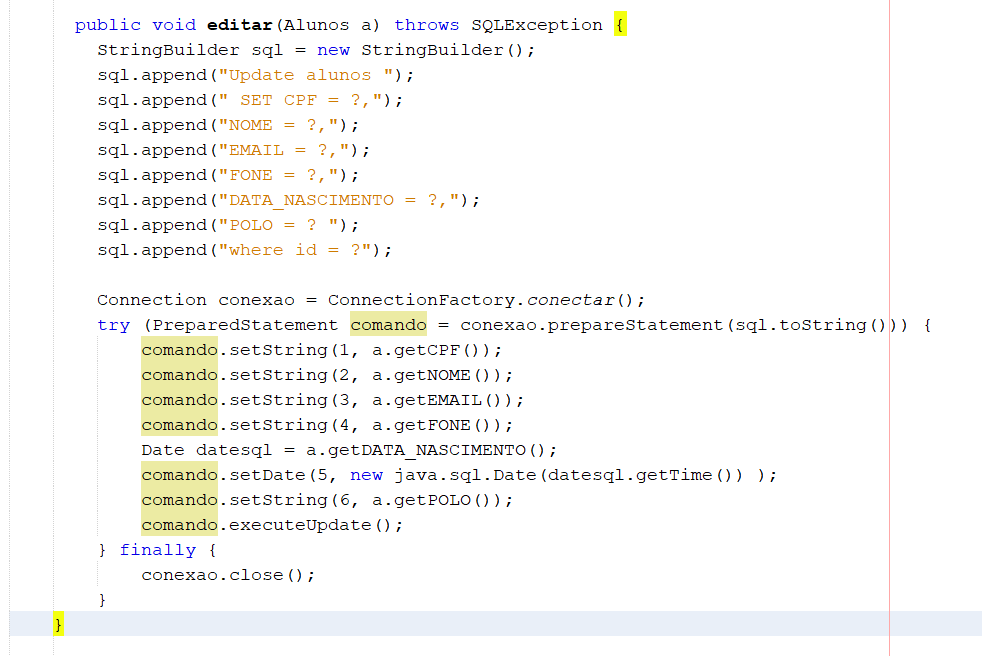 public void editar(Alunos a) throws SQLException {
StringBuilder sql = new StringBuilder();
sql.append("Update alunos ");
sql.append(" SET CPF = ?,");
sql.append("NOME = ?,");
sql.append("EMAIL = ?,");
sql.append("FONE = ?,");
sql.append("DATA_NASCIMENTO = ?,");
sql.append("POLO = ? ");
sql.append("where id = ?");
Connection conexao = ConnectionFactory.conectar();
try (PreparedStatement comando = conexao.prepareStatement(sql.toString())) {
comando.setString(1, a.getCPF());
comando.setString(2, a.getNOME());
comando.setString(3, a.getEMAIL());
comando.setString(4, a.getFONE());
Date datesql = a.getDATA_NASCIMENTO();
comando.setDate(5, new java.sql.Date(datesql.getTime()) );
comando.setString(6, a.getPOLO());
comando.executeUpdate();
} finally {
conexao.close();
}
}